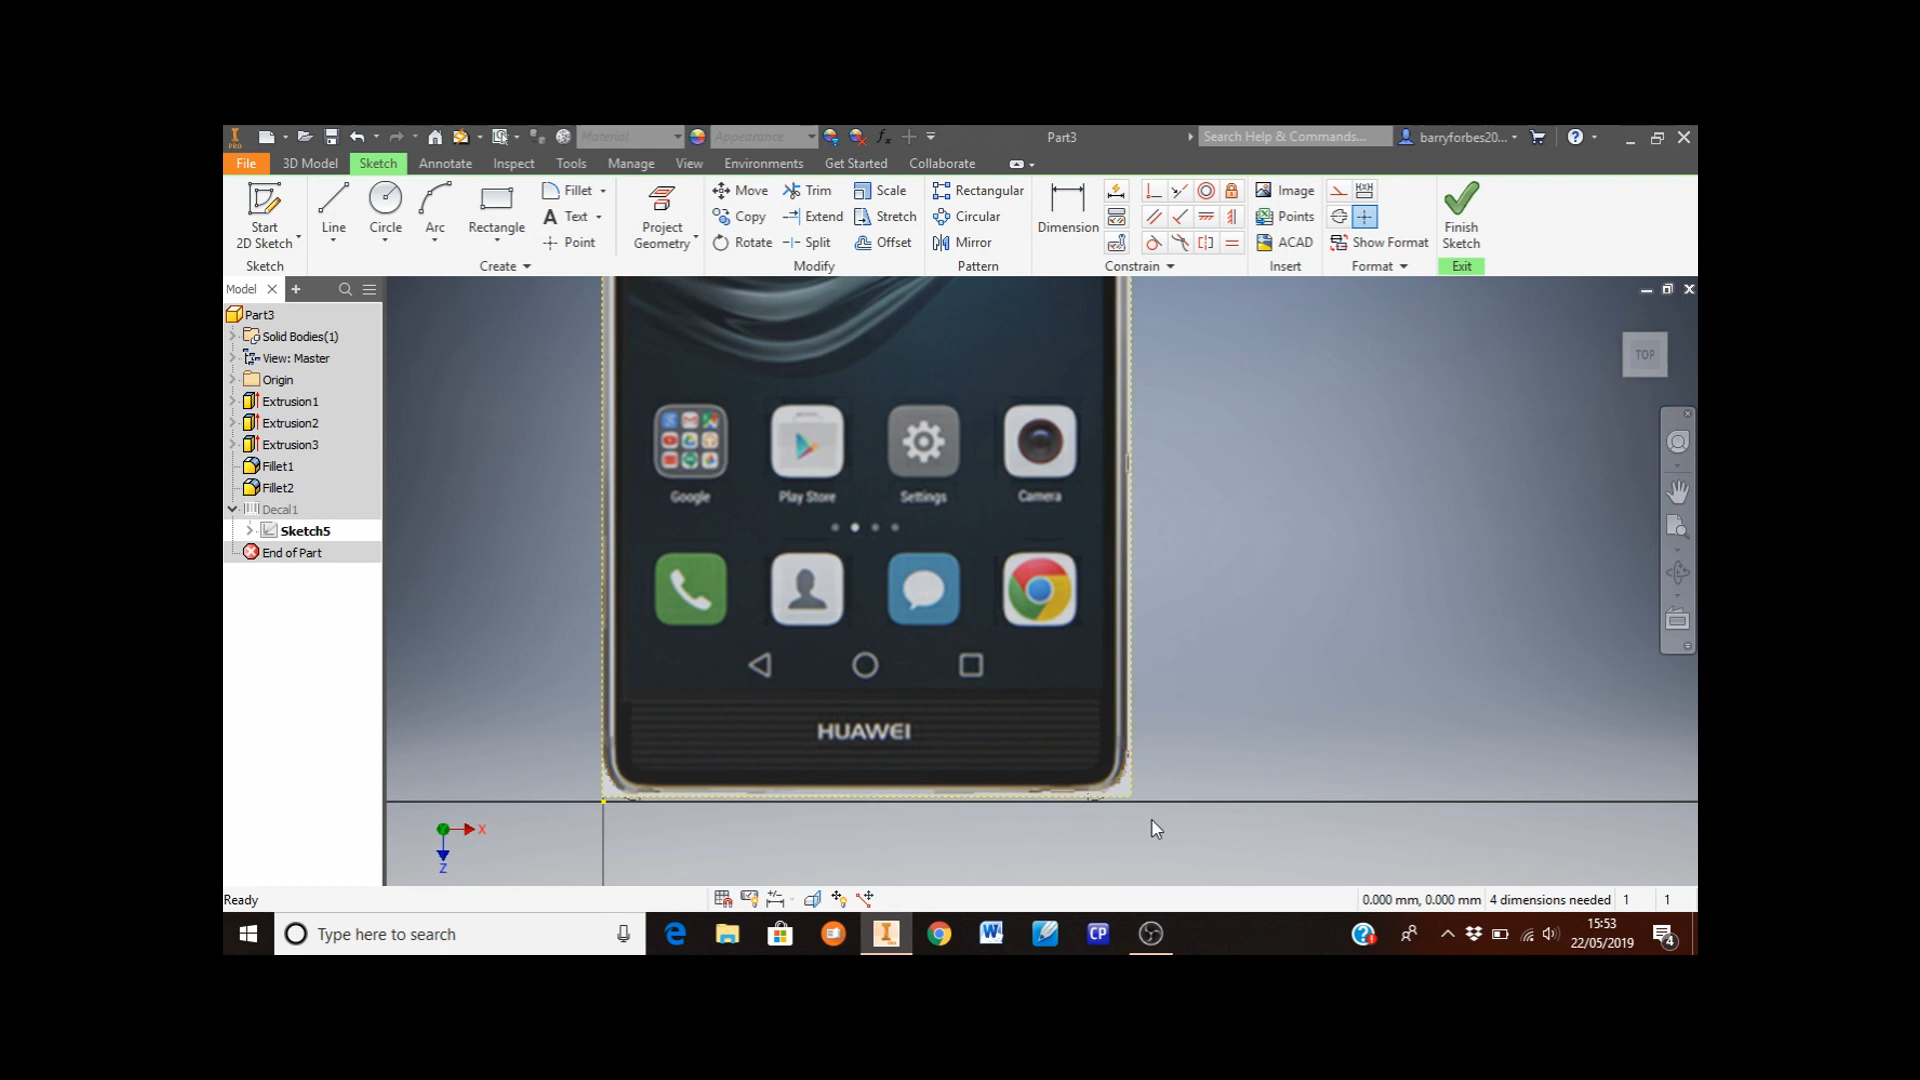 Material
Appearance
Part3
Search Help & Commands...
barryforbes20...
PRO
File
3D Model
Sketch
Annotate
Inspect
Tools
Manage
View
Environments
Get Started
Collaborate
Start
2D Sketch
Line
Circle
Arc
Rectangle
Fillet
Text
Point
Project
Geometry
Move
Copy
Rotate
Trim
Extend
Split
Scale
Stretch
Offset
Rectangular
Circular
Mirror
Dimension
Image
Points
ACAD
Show Format
Finish
Sketch
Sketch
Create
Modify
Pattern
Constrain
Insert
Format
Exit
Model
Part3
Solid Bodies(1)
View: Master
Origin
Extrusion1
Extrusion2
Extrusion3
Fillet1
Fillet2
Decal1
Sketch5
End of Part
TOP
Google
Play Store
Settings
Camera
HUAWEI
X
Z
Ready
0.000 mm, 0.000 mm
4 dimensions needed
1
1
Type here to search
CP
15:53
22/05/2019
4